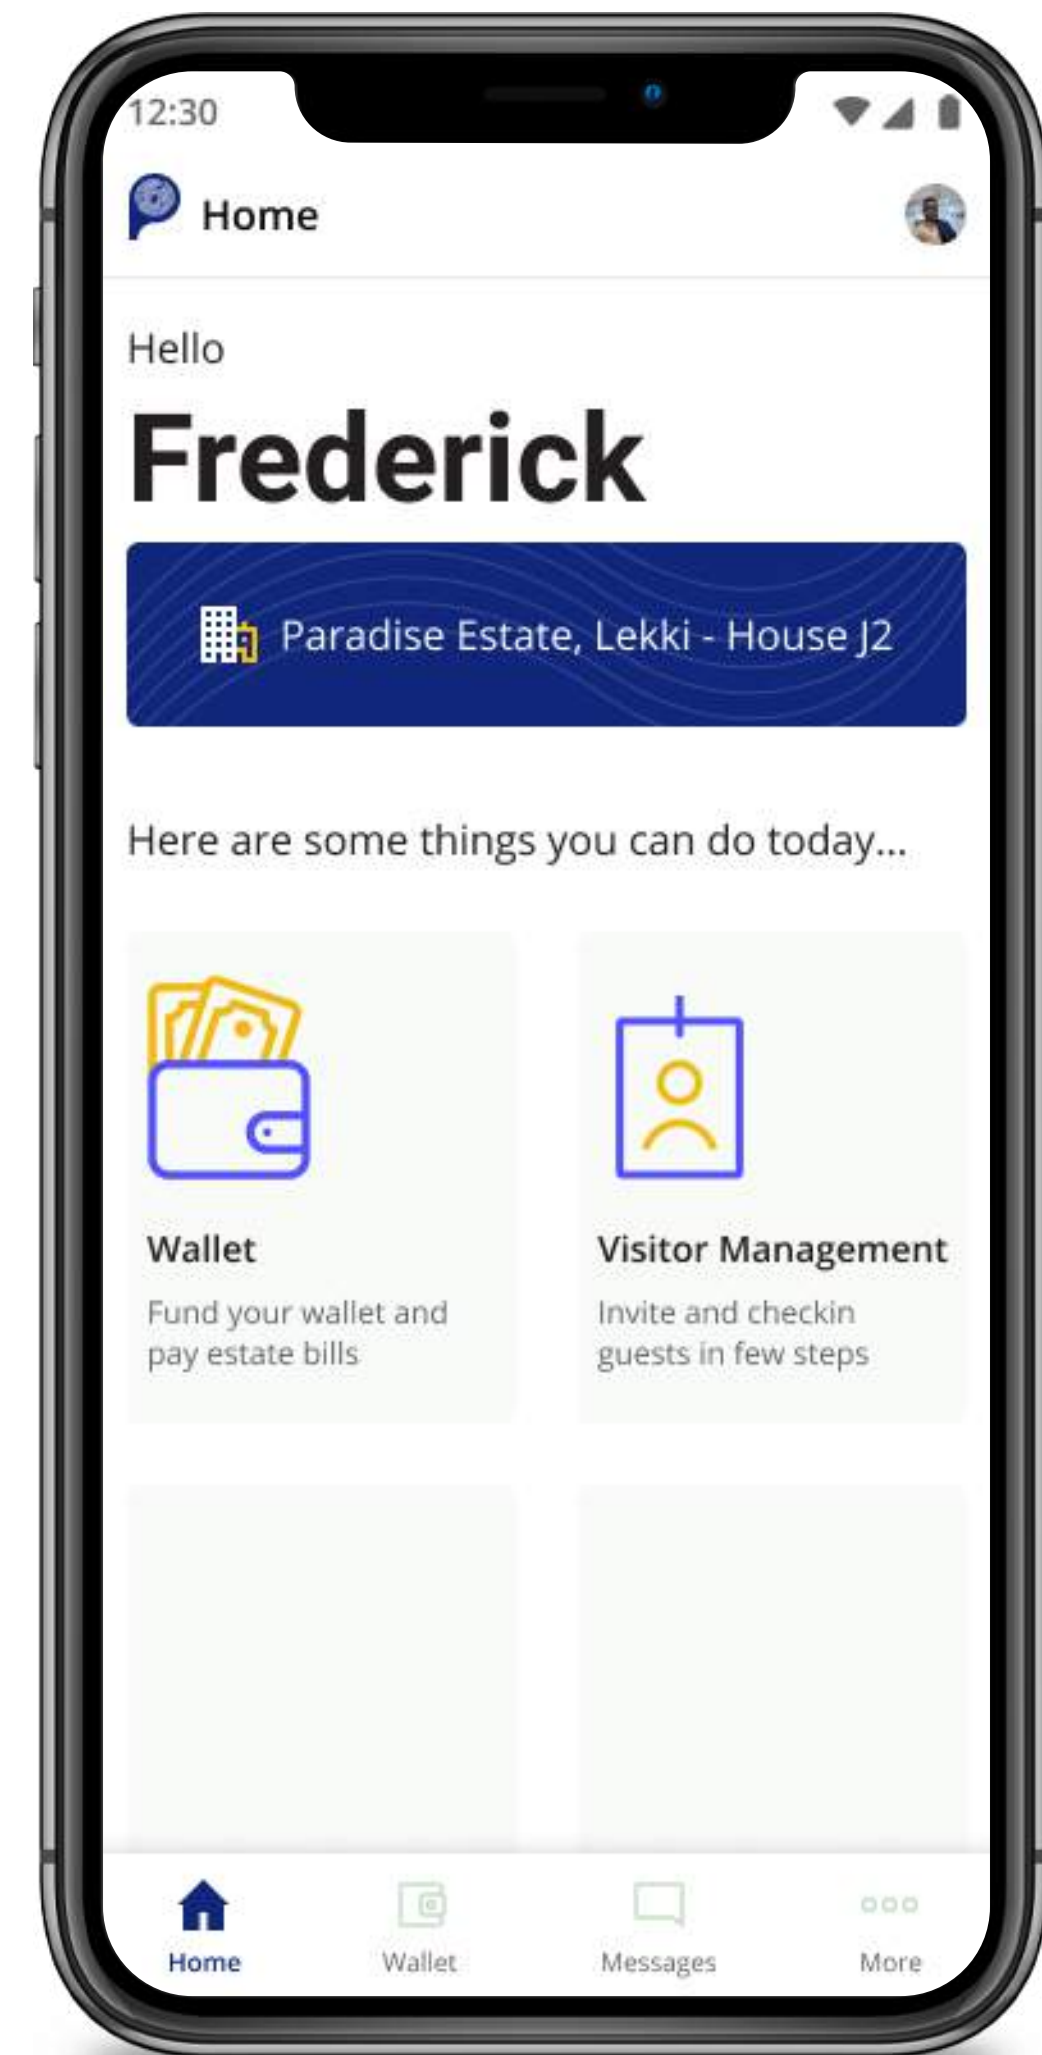 12:30
Home
Hello
Frederick
Paradise Estate, Lekki - House J2
Here are some things you can do today...
Wallet
Fund your wallet and
pay estate bills
Visitor Management
Invite and checkin
guests in few steps
Home
Wallet
Messages
More